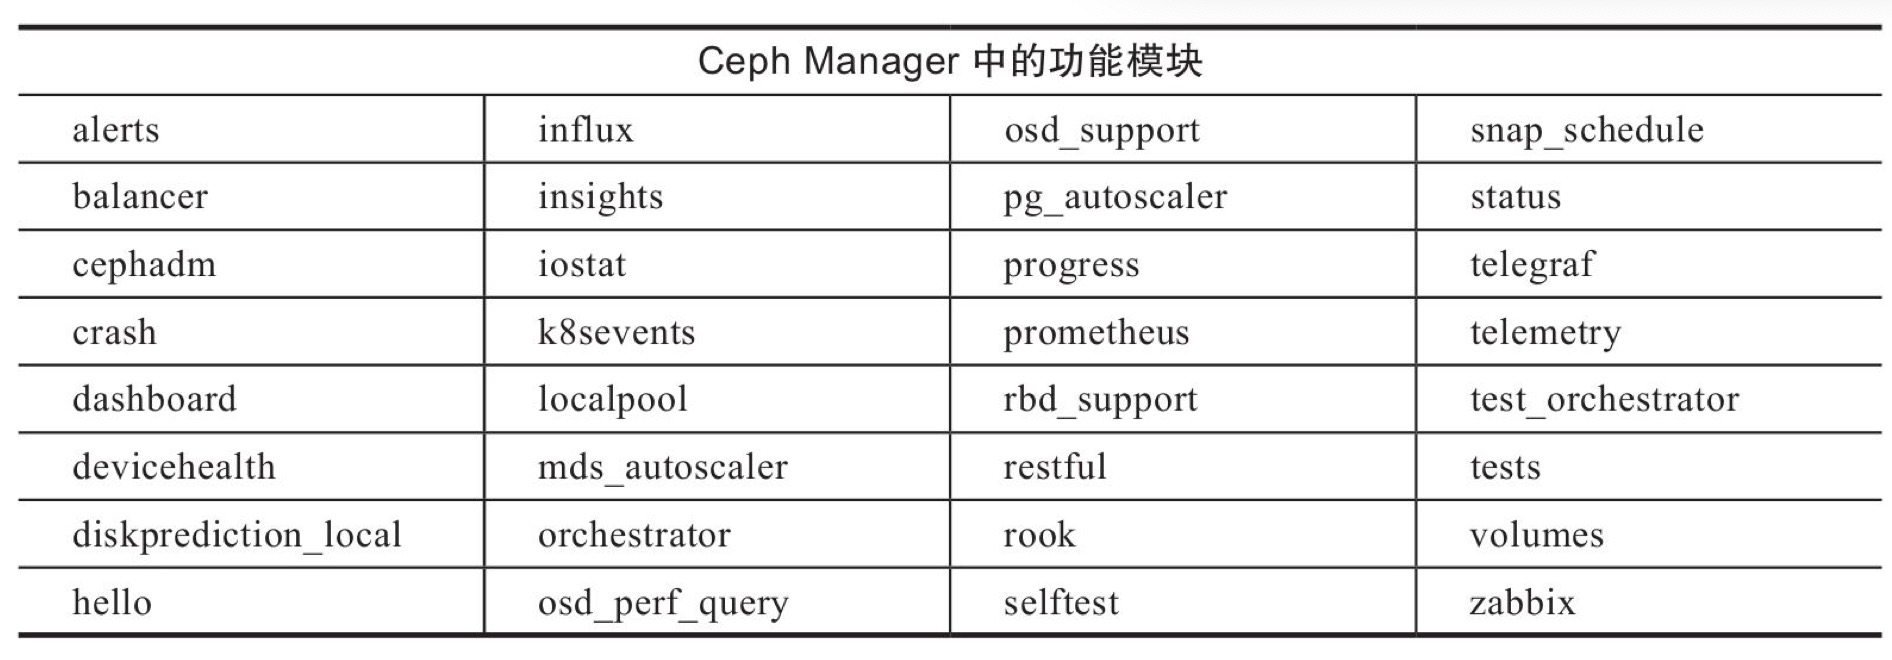 Ceph Manager 中的功能模块
alerts influx osd_support snap_schedule
balancer insights pg_autoscaler status
cephadm iostat progress telegraf
crash k8sevents prometheus telemetry
dashboard localpool rbd_support test_orchestrator
devicehealth mds_autoscaler restful tests
diskprediction_local orchestrator rook volumes
hello osd_perf_query selftest zabbix